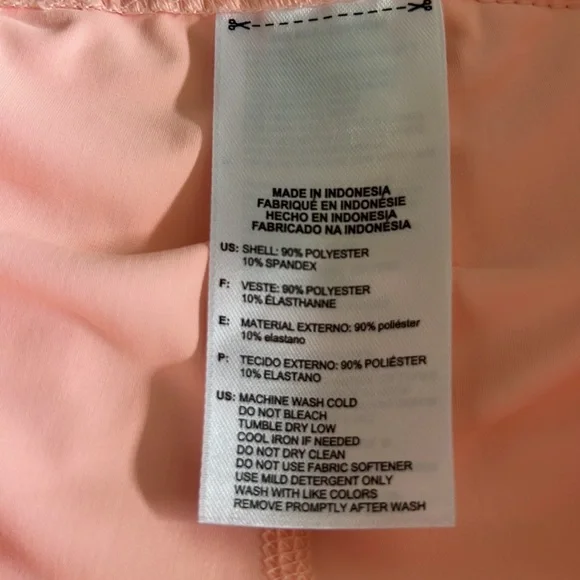 MADE IN INDONESIA
FABRIQUÉ EN INDONÉSIE
HECHO EN INDONESIA
FABRICADO NA INDONÉSIA
US: SHELL: 90% POLYESTER
10% SPANDEX
F: VESTE: 90% POLYESTER
10% ÉLASTHANNE
E: MATERIAL EXTERNO: 90% poliéster
10% elastano
P: TECIDO EXTERNO: 90% POLIÉSTER
10% ELASTANO
US: MACHINE WASH COLD
DO NOT BLEACH
TUMBLE DRY LOW
COOL IRON IF NEEDED
DO NOT DRY CLEAN
DO NOT USE FABRIC SOFTENER
USE MILD DETERGENT ONLY
WASH WITH LIKE COLORS
REMOVE PROMPTLY AFTER WASH